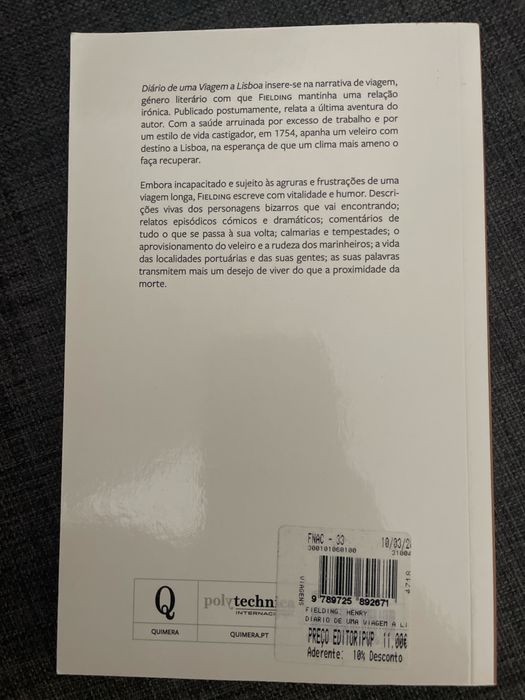 Diário de uma Viagem a Lisboa insere-se na narrativa de viagem,
género literário com que FIELDING mantinha uma relação
irónica. Publicado postumamente, relata a última aventura do
autor. Com a saúde arruinada por excesso de trabalho e por
um estilo de vida castigador, em 1754, apanha um veleiro com
destino a Lisboa, na esperança de que um clima mais ameno o
faça recuperar.
Embora incapacitado e sujeito às agruras e frustrações de uma
viagem longa, FIELDING escreve com vitalidade e humor. Descri-
ções vivas dos personagens bizarros que vai encontrando;
relatos episódicos cómicos e dramáticos; comentários de
tudo o que se passa à sua volta; calmarias e tempestades; o
aprovisionamento do veleiro e a rudeza dos marinheiros; a vida
das localidades portuárias e das suas gentes; as suas palavras
transmitem mais um desejo de viver do que a proximidade da
morte.
FNAC - 33 10/03/2
300101060100 31004
VIAGENS
9 789725 892671
FIELDING, HENRY
DIARIO DE UMA VIAGEM A LI
PREÇO EDITOR/PVP 11,00€
Aderente: 10% Desconto
Q
QUIMERA
polytechnica
INTERNAC
QUIMERA.PT